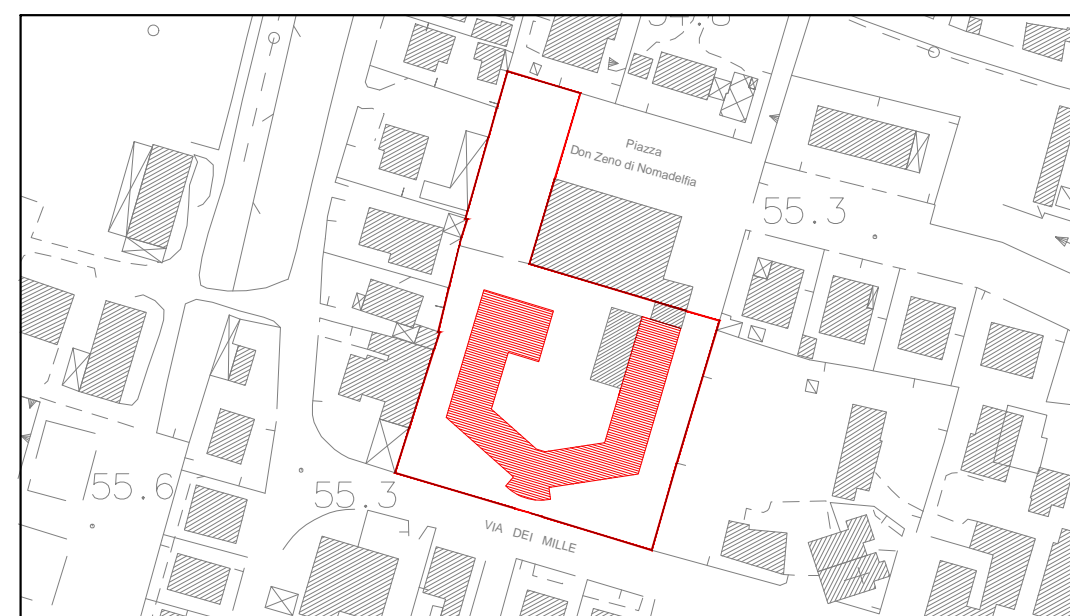 Piazza
Don Zeno di Nomadelfia
55.3
55.6
55.3
VIA DEI MILLE